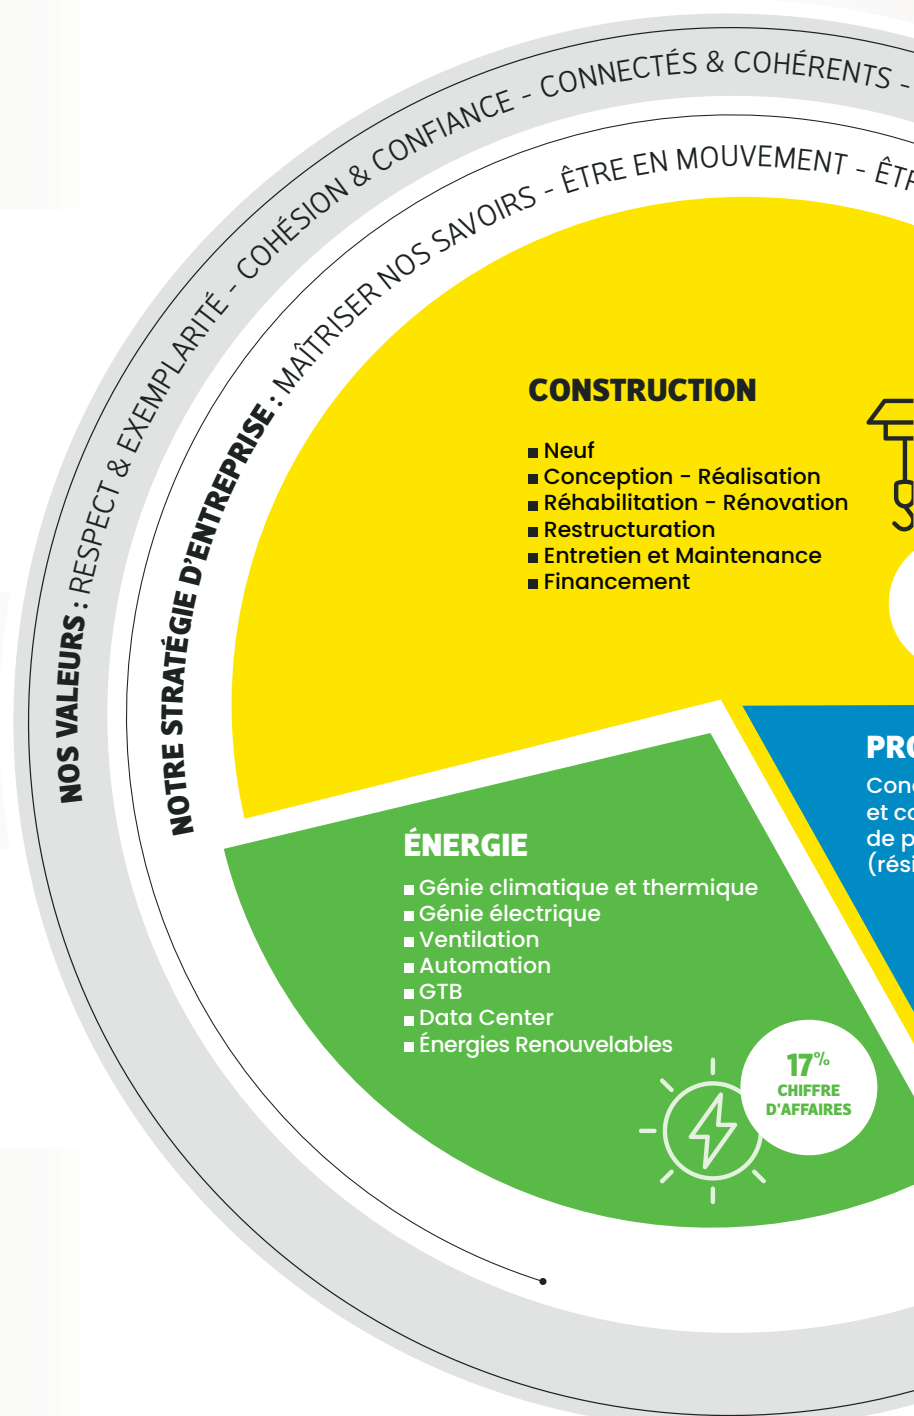 NOS VALEURS : RESPECT & EXEMPLARITÉ - COHÉSION & CONFIANCE - CONNECTÉS & COHÉRENTS -
NOTRE STRATÉGIE D'ENTREPRISE : MAÎTRISER NOS SAVOIRS - ÊTRE EN MOUVEMENT -
CONSTRUCTION
Neuf
Conception - Réalisation
Réhabilitation - Rénovation
Restructuration
Entretien et Maintenance
Financement
et
de
ÉNERGIE
Génie climatique et thermique
Génie électrique
Ventilation
Automation
GTB
Data Center
Énergies Renouvelables
17%
CHIFFRE
D'AFFAIRES